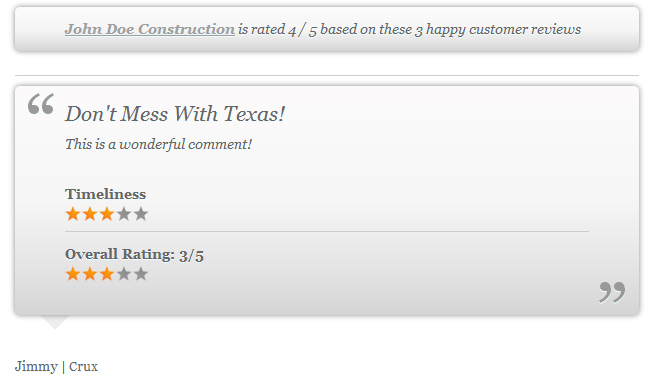 John Doe Construction is rated 4 / 5 based on these 3 happy customer reviews
“
Don't Mess With Texas!
This is a wonderful comment!
Timeliness
Overall Rating: 3/5
”
Jimmy | Crux